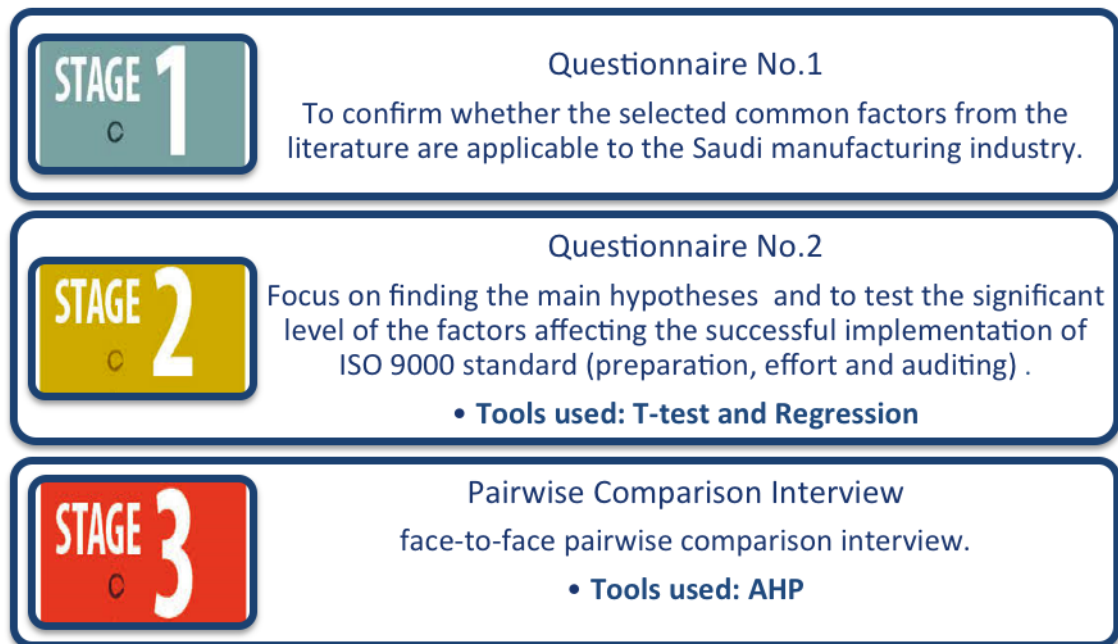 STAGE 1
C
Questionnaire No.1
To confirm whether the selected common factors from the
literature are applicable to the Saudi manufacturing industry.
STAGE 2
C
Questionnaire No.2
Focus on finding the main hypotheses and to test the significant
level of the factors affecting the successful implementation of
ISO 9000 standard (preparation, effort and auditing) .
• Tools used: T-test and Regression
STAGE 3
C
Pairwise Comparison Interview
face-to-face pairwise comparison interview.
• Tools used: AHP